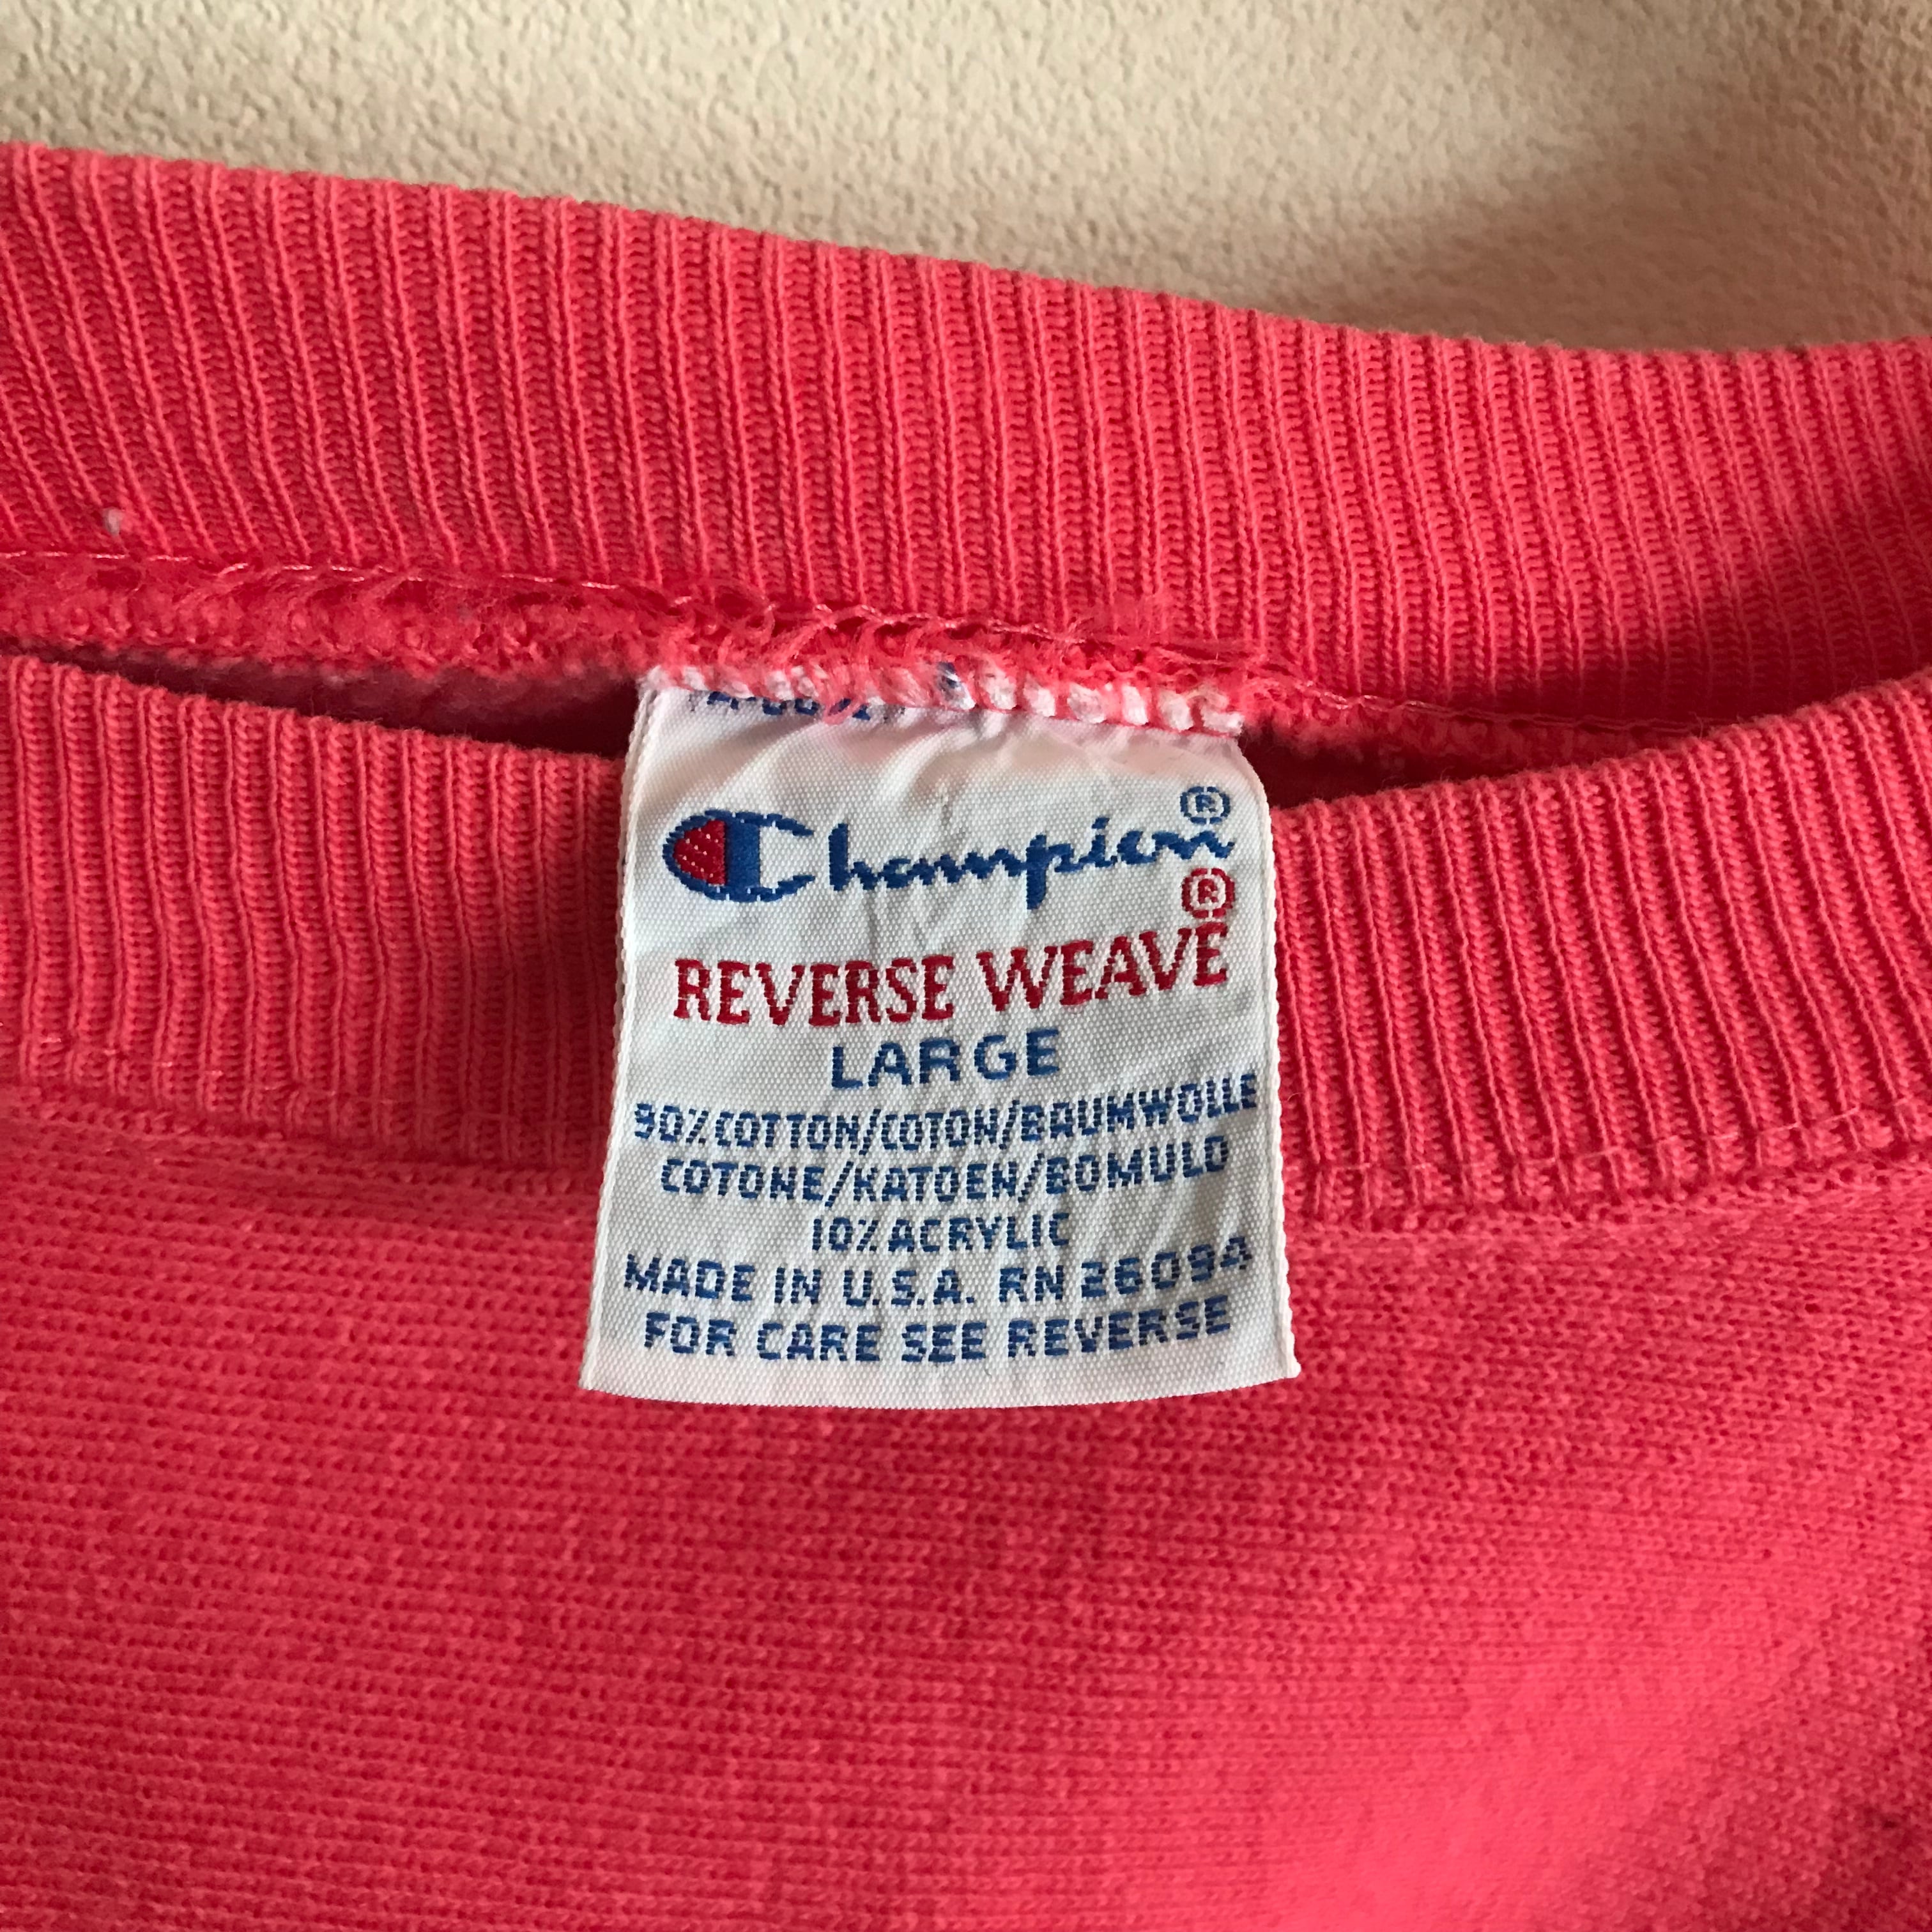 Champion®
REVERSE WEAVE®
LARGE
90% COTTON/COTON/BAUMWOLLE
COTONE/KATOEN/BOMULD
10% ACRYLIC
MADE IN U.S.A. RN 26094
FOR CARE SEE REVERSE